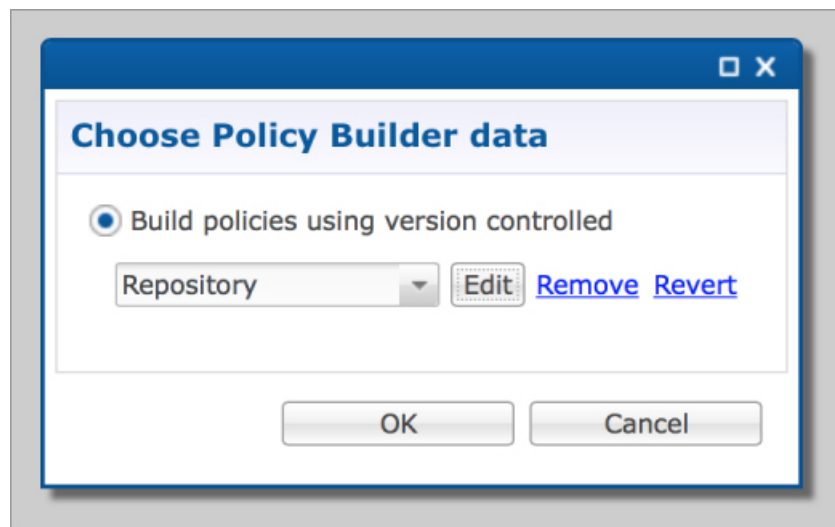 Choose Policy Builder data
Build policies using version controlled
Repository Edit Remove Revert
OK Cancel